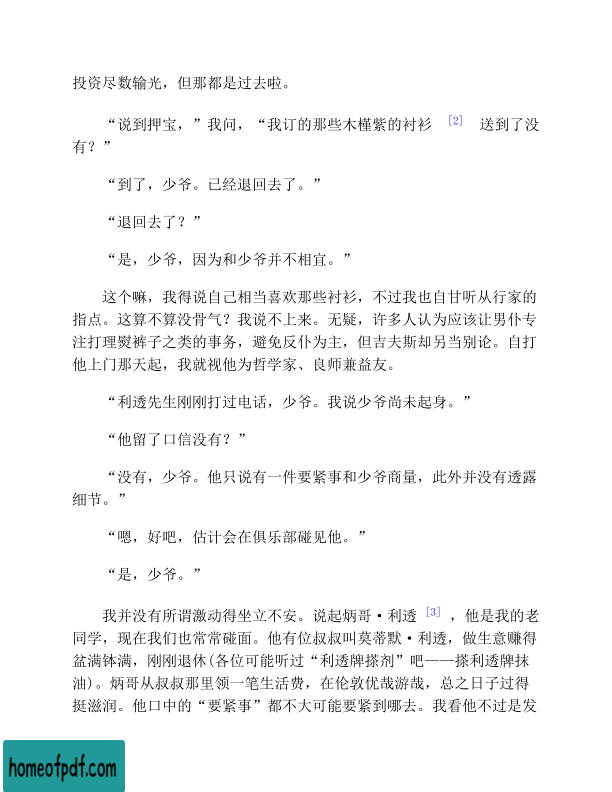 投资尽数输光，但那都是过去啦。
“说到押宝，”我问，“我订的那些木槿紫的衬衫 [2] 送到了没
有？”
“到了，少爷。已经退回去了。”
“退回去了？”
“是，少爷，因为和少爷并不相宜。”
这个嘛，我得说自己相当喜欢那些衬衫，不过我也自甘听从行家的
指点。这算不算没骨气？我说不上来。无疑，许多人认为应该让男仆专
注打理熨裤子之类的事务，避免反仆为主，但吉夫斯却另当别论。自打
他上门那天起，我就视他为哲学家、良师兼益友。
“利透先生刚刚打过电话，少爷。我说少爷尚未起身。”
“他留了口信没有？”
“没有，少爷。他只说有一件要紧事和少爷商量，此外并没有透露
细节。”
“嗯，好吧，估计会在俱乐部碰见他。”
“是，少爷。”
我并没有所谓激动得坐立不安。说起炳哥·利透 [3] ，他是我的老
同学，现在我们也常常碰面。他有位叔叔叫莫蒂默·利透，做生意赚得
盆满钵满，刚刚退休(各位可能听过“利透牌搽剂”吧——搽利透牌抹
油)。炳哥从叔叔那里领一笔生活费，在伦敦优哉游哉，总之日子过得
挺滋润。他口中的“要紧事”都不大可能要紧到哪去。我看他不过是发
homeofpdf.com